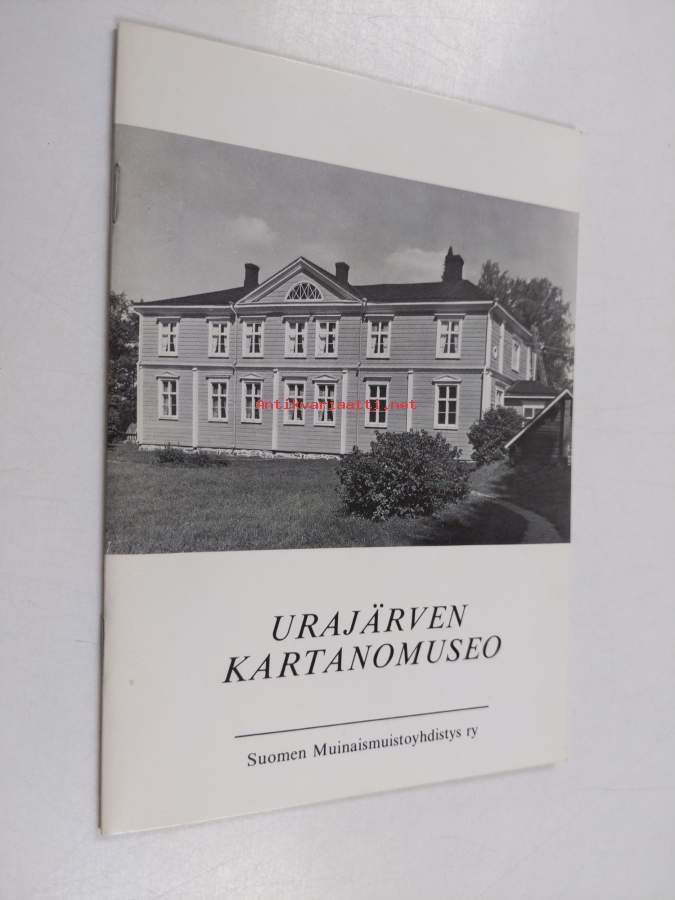 Antikvariaatti.net
URAJÄRVEN
KARTANOMUSEO
Suomen Muinaismuistoyhdistys ry